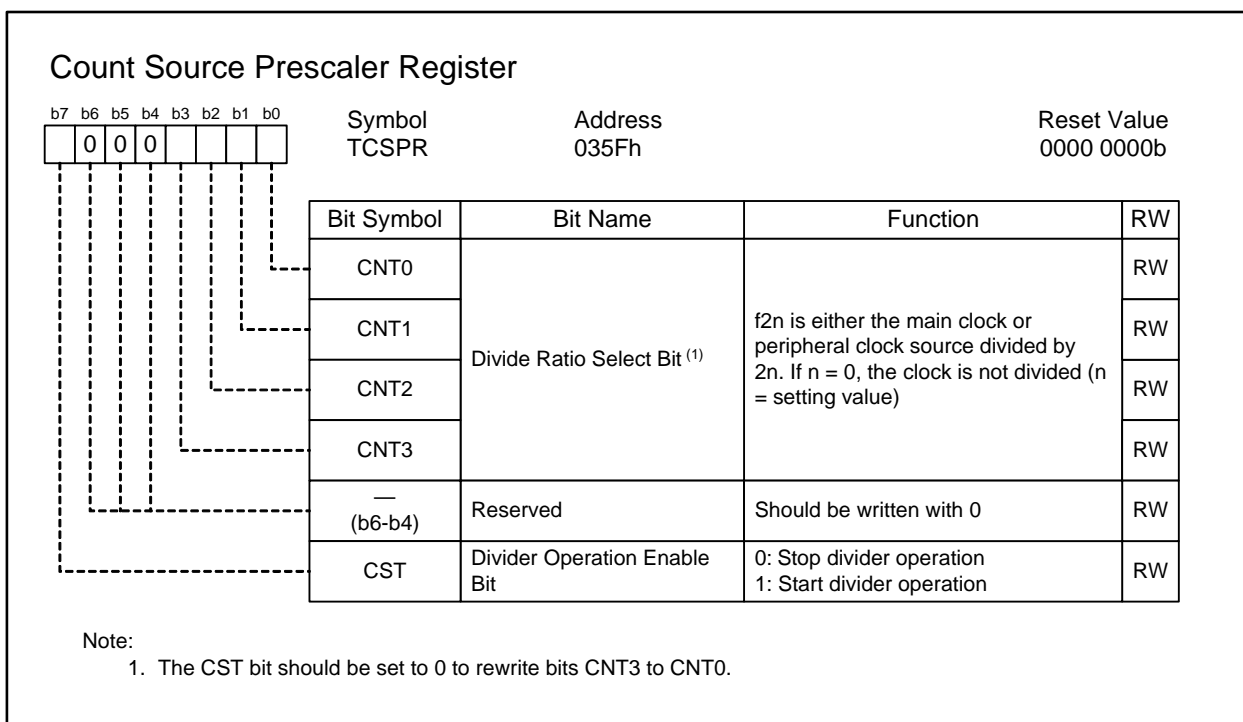 Count Source Prescaler Register
b7 b6 b5 b4 b3 b2 b1 b0
0 0 0
Symbol Address Reset Value
TCSPR 035Fh 0000 0000b
Bit Symbol Bit Name Function RW
CNT0 RW
CNT1 RW
CNT2 RW
CNT3 RW
Divide Ratio Select Bit (1)
f2n is either the main clock or
peripheral clock source divided by
2n. If n = 0, the clock is not divided (n
= setting value)
—
(b6-b4) Reserved Should be written with 0 RW
CST Divider Operation Enable
Bit
0: Stop divider operation
1: Start divider operation
RW
Note:
1. The CST bit should be set to 0 to rewrite bits CNT3 to CNT0.